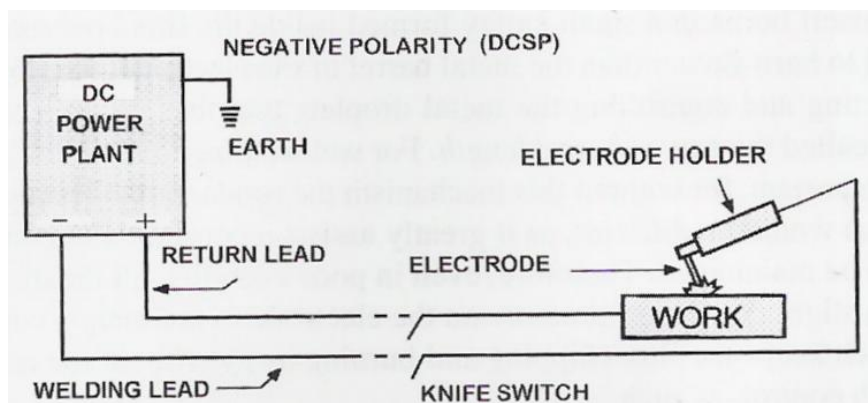 NEGATIVE POLARITY (DCSP)
DC
POWER
PLANT
EARTH
ELECTRODE HOLDER
− +
RETURN LEAD
ELECTRODE
WORK
WELDING LEAD
KNIFE SWITCH